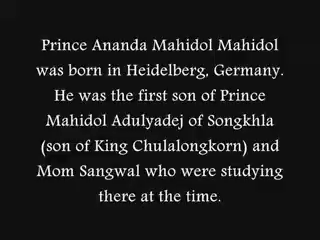 Prince Ananda Mahidol Mahidol
was born in Heidelberg, Germany.
He was the first son of Prince
Mahidol Adulyadej of Songkhla
(son of King Chulalongkorn) and
Mom Sangwal who were studying
there at the time.